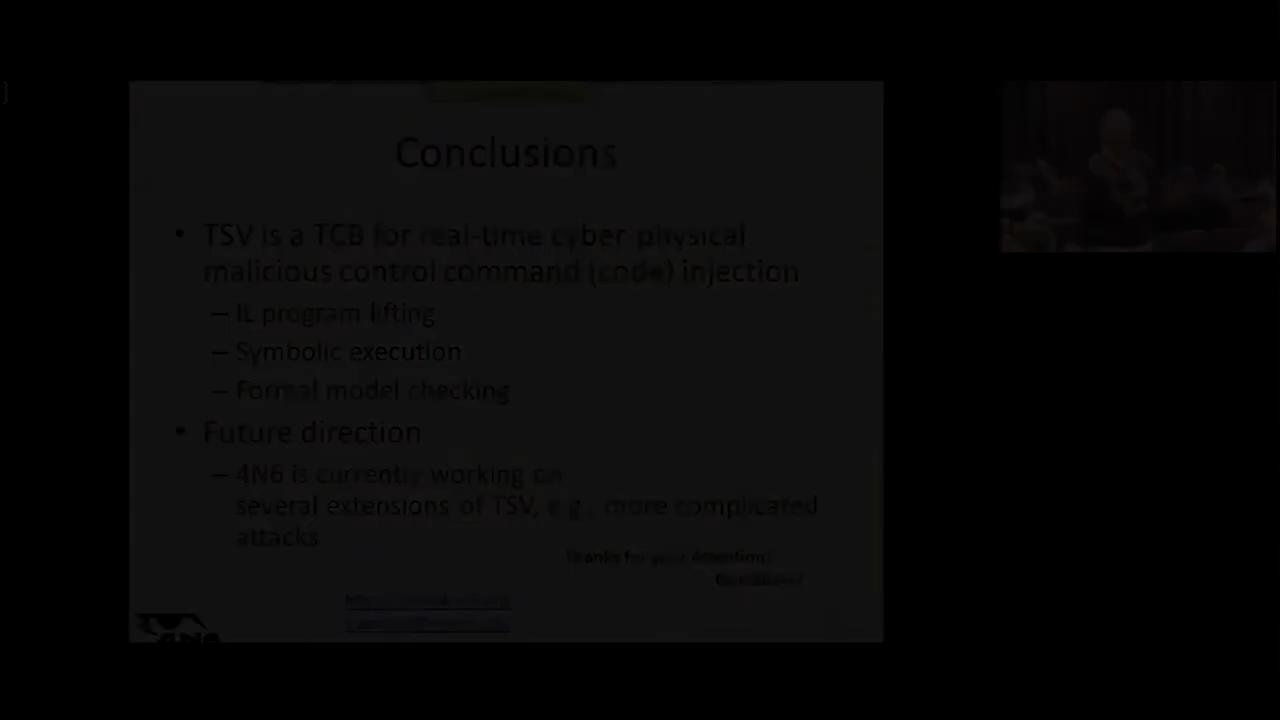 Conclusions
• TSV is a TCB for real-time cyber physical
malicious control command (code) injection
– IL program lifting
– Symbolic execution
– Formal model checking
• Future direction
– 4N6 is currently working on
several extensions of TSV, e.g., more complicated
attacks
Thanks for your Attention!
4N6